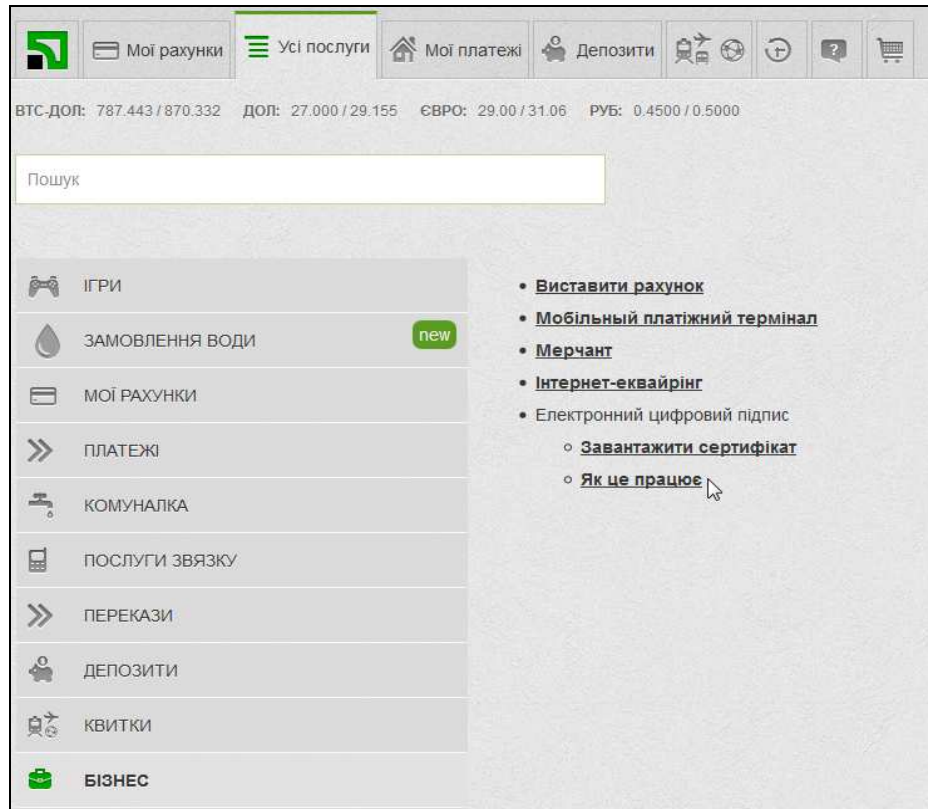 Мої рахунки Усі послуги Мої платежі Депозити
ВТС-ДОЛ: 787.443 / 870.332 ДОЛ: 27.000 / 29.155 ЄВРО: 29.00 / 31.06 РУБ: 0.4500 / 0.5000
Пошук
ІГРИ
ЗАМОВЛЕННЯ ВОДИ new
МОЇ РАХУНКИ
ПЛАТЕЖІ
КОМУНАЛКА
ПОСЛУГИ ЗВЯЗКУ
ПЕРЕКАЗИ
ДЕПОЗИТИ
КВИТКИ
БІЗНЕС
• Виставити рахунок
• Мобільный платіжний термінал
• Мерчант
• Інтернет-еквайрінг
• Електронний цифровий підпис
◦ Завантажити сертифікат
◦ Як це працює